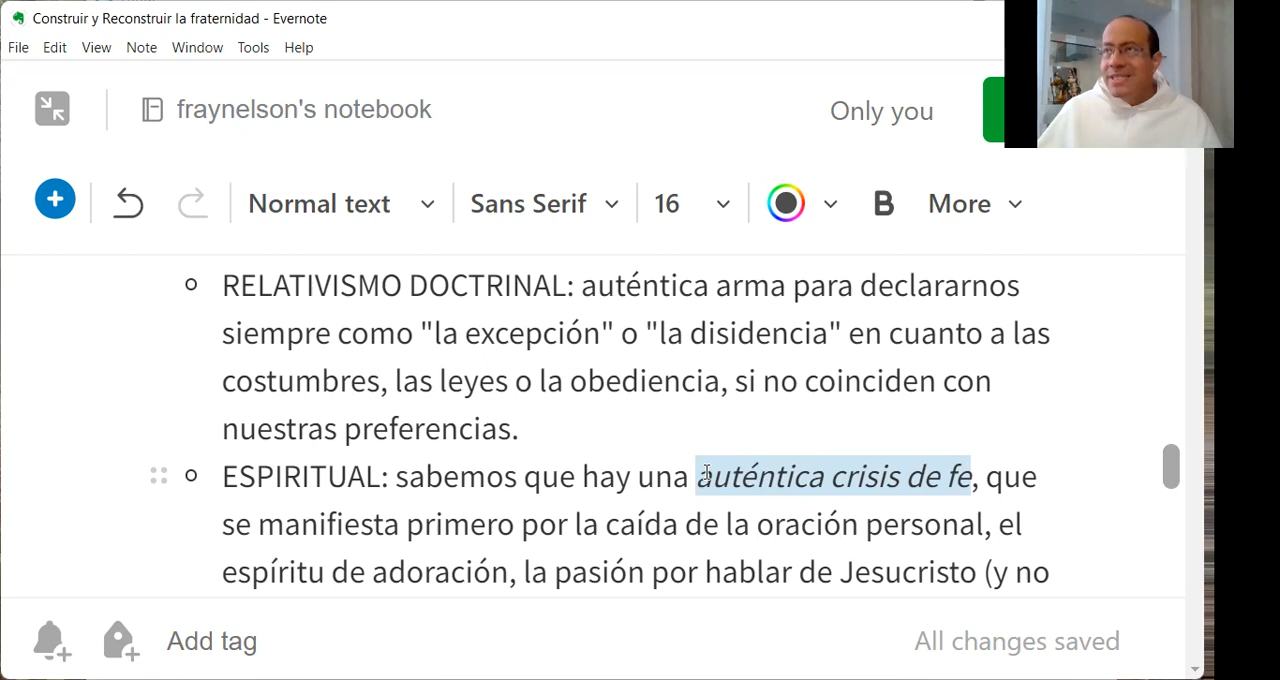 Construir y Reconstruir la fraternidad - Evernote
File Edit View Note Window Tools Help
fraynelson's notebook
Only you
Normal text
Sans Serif
16
B
More
RELATIVISMO DOCTRINAL: auténtica arma para declararnos
siempre como "la excepción" o "la disidencia" en cuanto a las
costumbres, las leyes o la obediencia, si no coinciden con
nuestras preferencias.
ESPIRITUAL: sabemos que hay una auténtica crisis de fe, que
se manifiesta primero por la caída de la oración personal, el
espíritu de adoración, la pasión por hablar de Jesucristo (y no
Add tag
All changes saved